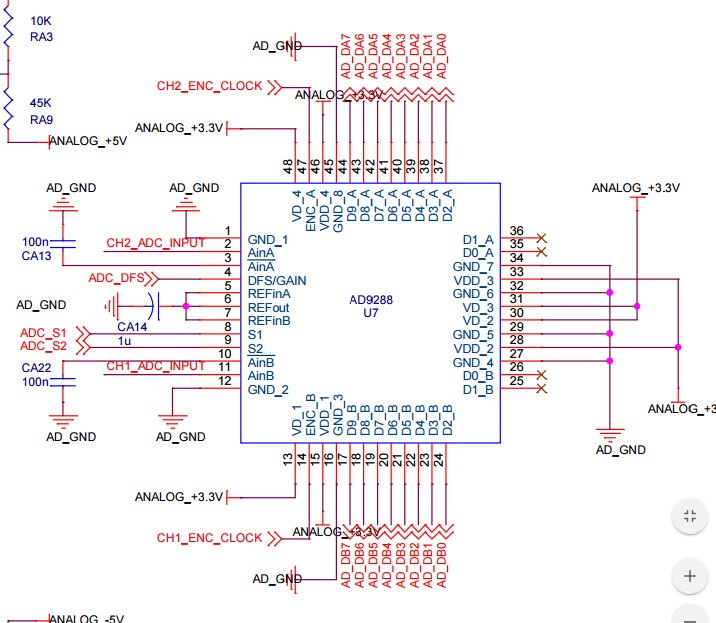 10K
RA3
45K
RA9
ANALOG_+5V
AD_GND
AD_DA7
AD_DA6
AD_DA5
AD_DA4
AD_DA3
AD_DA2
AD_DA1
AD_DA0
CH2_ENC_CLOCK
ANALOG_+3.3V
ANALOG_+3.3V
48
47
46
45
44
43
42
41
40
39
38
37
VD_4
ENC_A
VDD_4
GND_8
D9_A
D8_A
D7_A
D6_A
D5_A
D4_A
D3_A
D2_A
AD_GND
AD_GND
ANALOG_+3.3V
100n
CA13
CH2_ADC_INPUT
ADC_DFS
AD_GND
CA14
1u
ADC_S1
ADC_S2
CA22
100n
CH1_ADC_INPUT
AD_GND
AD_GND
1 GND_1
2 AinA
3 AinA
4 DFS/GAIN
5 REFinA
6 REFout
7 REFinB
8 S1
9 S2
10 AinB
11 AinB
12 GND_2
AD9288
U7
D1_A 36
D0_A 35
GND_7 34
VDD_3 33
GND_6 32
VD_3 31
VD_2 30
GND_5 29
VDD_2 28
GND_4 27
D0_B 26
D1_B 25
ANALOG_+3
AD_GND
VD_1
ENC_B
VDD_1
GND_3
D9_B
D8_B
D7_B
D6_B
D5_B
D4_B
D3_B
D2_B
13
14
15
16
17
18
19
20
21
22
23
24
ANALOG_+3.3V
CH1_ENC_CLOCK
ANALOG_+3.3V
AD_GND
AD_DB7
AD_DB6
AD_DB5
AD_DB4
AD_DB3
AD_DB2
AD_DB1
AD_DB0
ANALOG_-5V